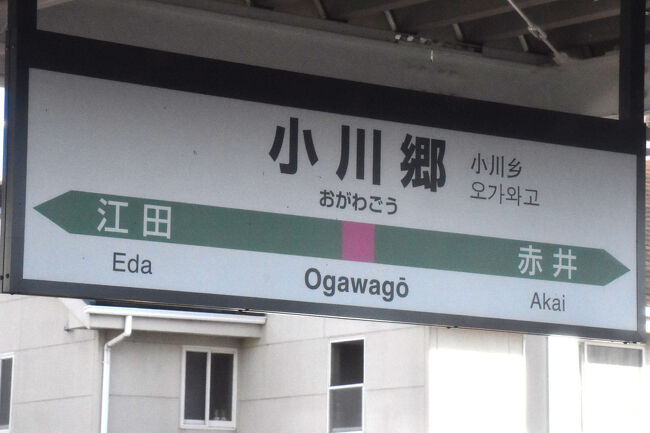 小川郷
小川乡
오가와고
おがわごう
江田
赤井
Eda
Ogawagō
Akai